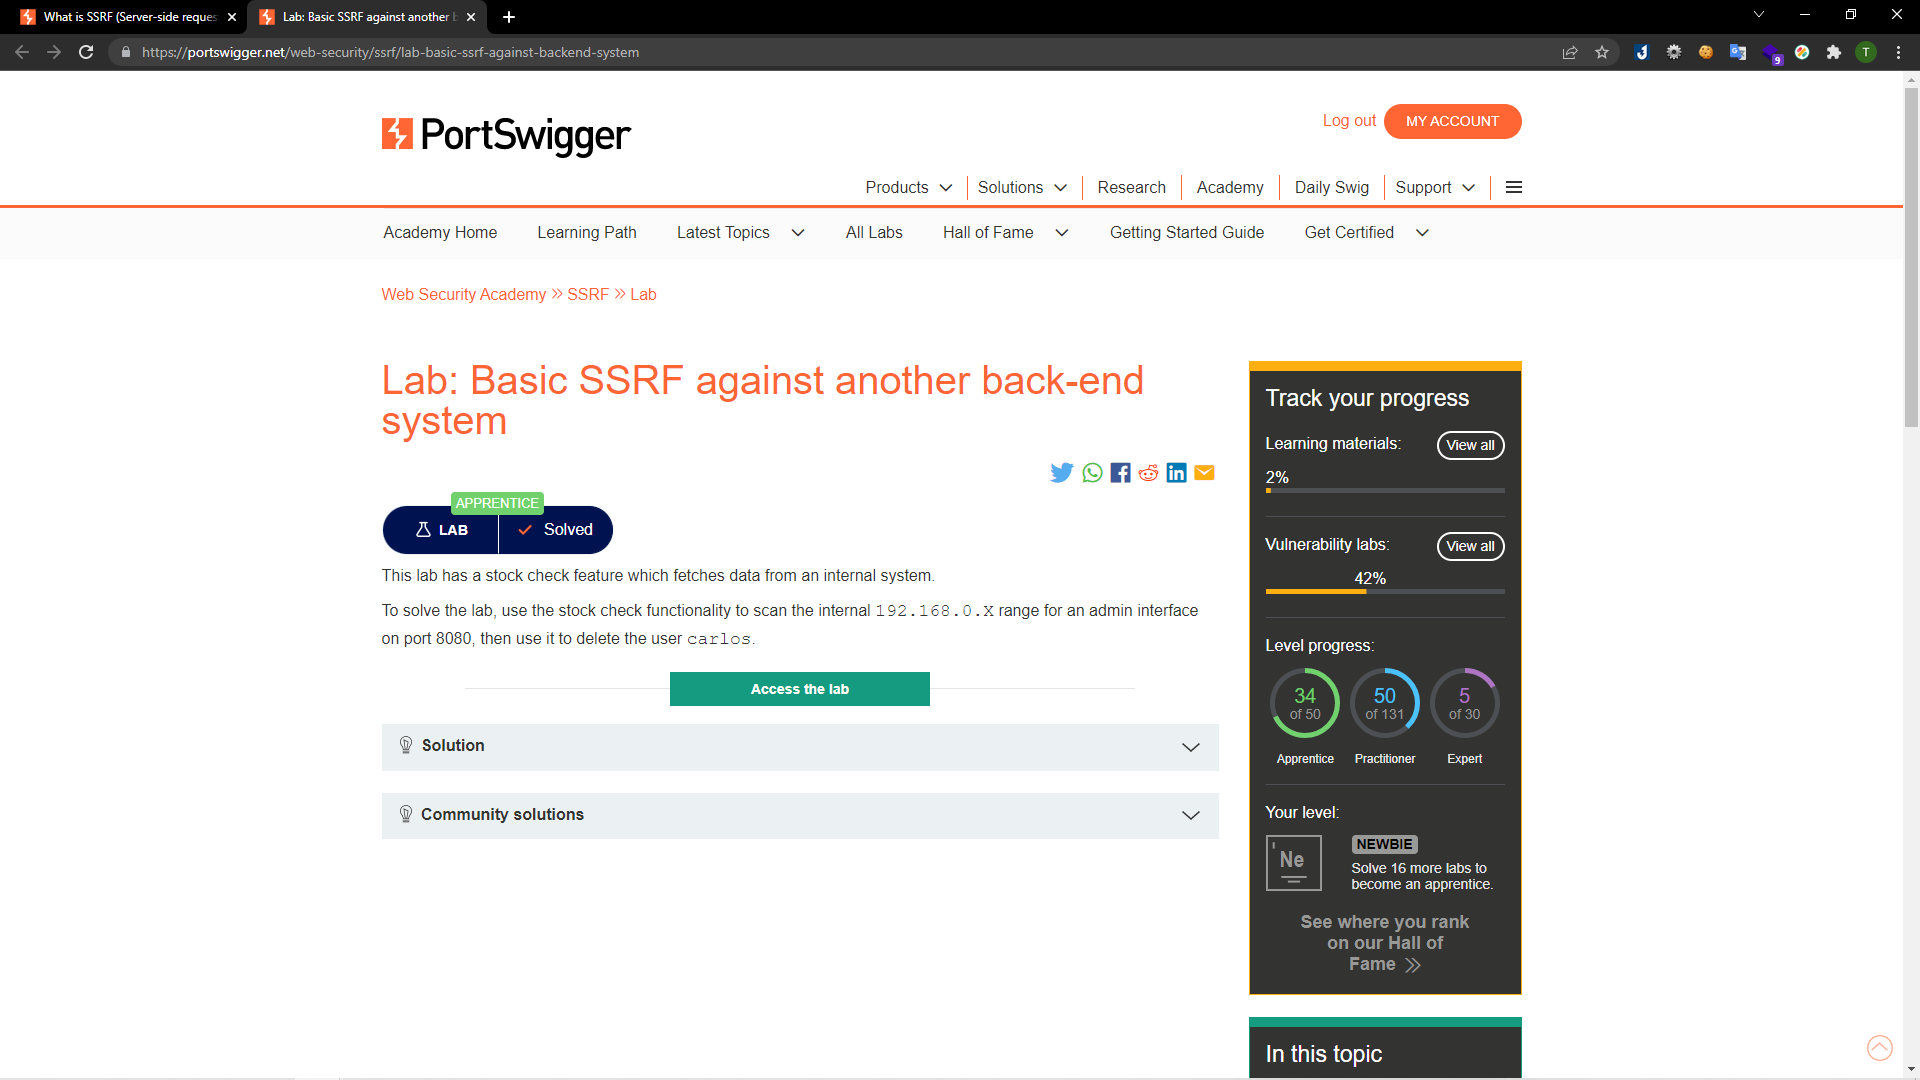 What is SSRF (Server-side reques
Lab: Basic SSRF against another b
https://portswigger.net/web-security/ssrf/lab-basic-ssrf-against-backend-system
9
T
PortSwigger
Log out
MY ACCOUNT
Products
Solutions
Research
Academy
Daily Swig
Support
Academy Home
Learning Path
Latest Topics
All Labs
Hall of Fame
Getting Started Guide
Get Certified
Web Security Academy » SSRF » Lab
Lab: Basic SSRF against another back-end
system
APPRENTICE
LAB
Solved
This lab has a stock check feature which fetches data from an internal system.
To solve the lab, use the stock check functionality to scan the internal 192.168.0.X range for an admin interface
on port 8080, then use it to delete the user carlos.
Access the lab
Solution
Community solutions
Track your progress
Learning materials:
View all
2%
Vulnerability labs:
View all
42%
Level progress:
34
of 50
Apprentice
50
of 131
Practitioner
5
of 30
Expert
Your level:
Ne
NEWBIE
Solve 16 more labs to
become an apprentice.
See where you rank
on our Hall of
Fame »
In this topic